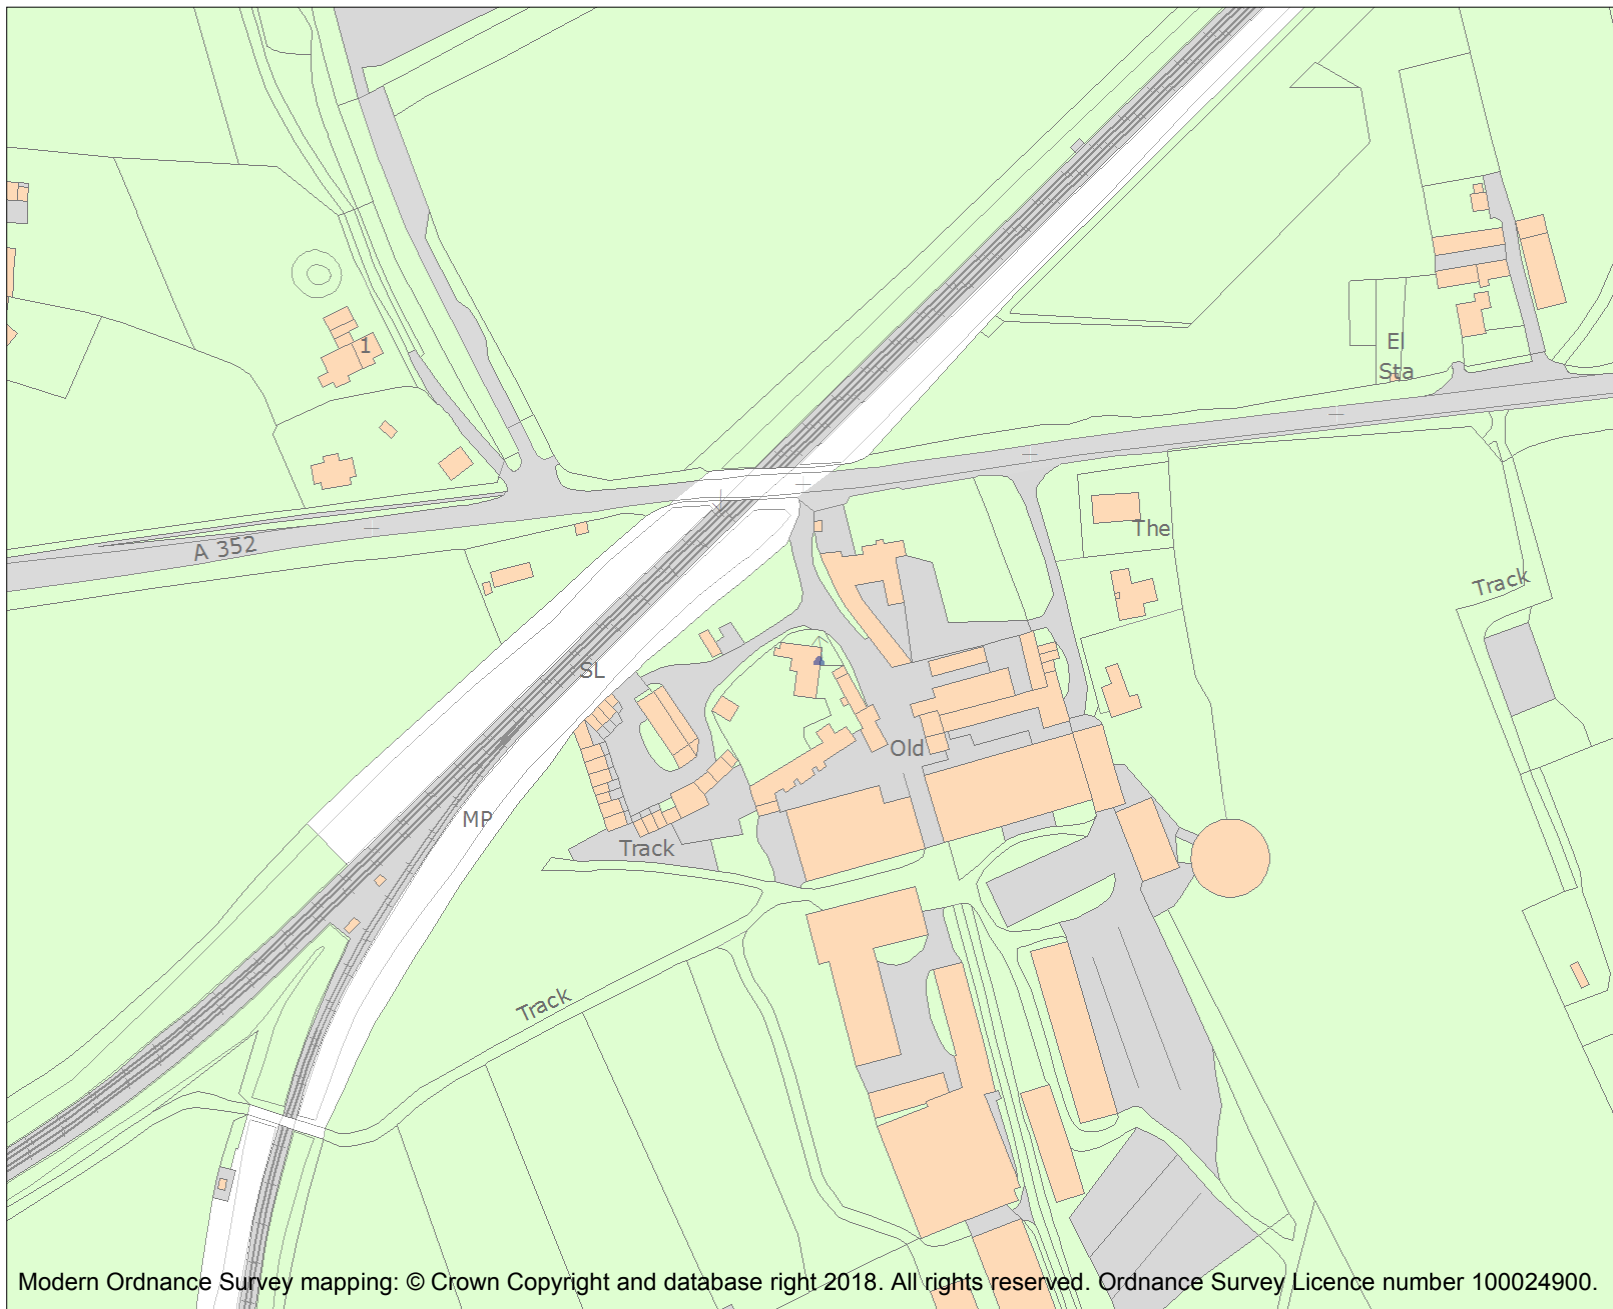 1
El
Sta
The
A 352
Track
SL
Old
MP
Track
Track
Modern Ordnance Survey mapping: © Crown Copyright and database right 2018. All rights reserved. Ordnance Survey Licence number 100024900.